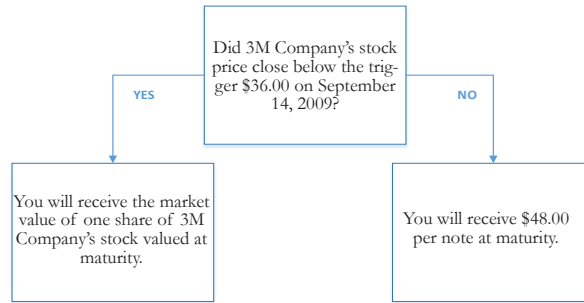 Did 3M Company's stock
price close below the trig-
ger $36.00 on September
14, 2009?
YES
NO
You will receive the market
value of one share of 3M
Company's stock valued at
maturity.
You will receive $48.00
per note at maturity.